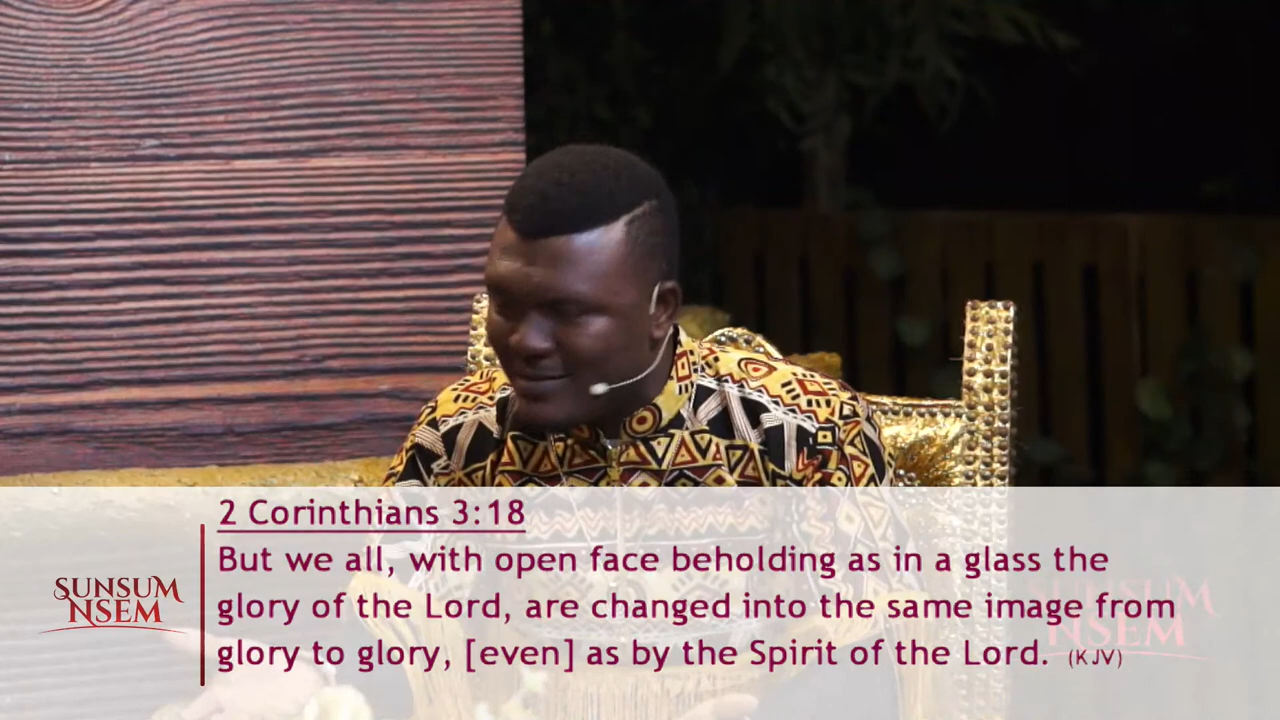 2 Corinthians 3:18
But we all, with open face beholding as in a glass the
glory of the Lord, are changed into the same image from
glory to glory, [even] as by the Spirit of the Lord. (KJV)
SUNSUM
NSEM
SUNSUM
NSEM